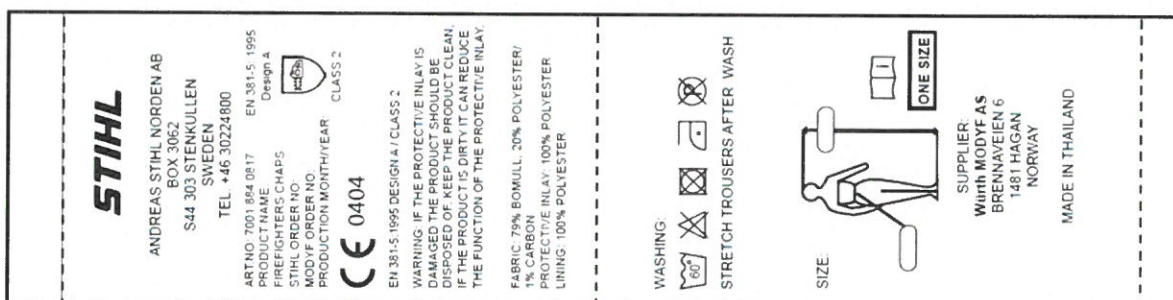 STIHL
ANDREAS STIHL NORDEN AB
BOX 3062
S44 303 STENKULLEN
SWEDEN
TEL. +46 30224800
ART.NO: 7001 884 0817
PRODUCT NAME
FIREFIGHTERS CHAPS
STIHL ORDER NO:
MODYF ORDER NO:
PRODUCTION MONTH/YEAR
EN 381-5:1995
Design A
CLASS 2
CE 0404
EN 381-5:1995 DESIGN A / CLASS 2
WARNING: IF THE PROTECTIVE INLAY IS
DAMAGED THE PRODUCT SHOULD BE
DISPOSED OF. KEEP THE PRODUCT CLEAN.
IF THE PRODUCT IS DIRTY IT CAN REDUCE
THE FUNCTION OF THE PROTECTIVE INLAY.
FABRIC: 79% BOMULL, 20% POLYESTER/
1% CARBON
PROTECTIVE INLAY: 100% POLYESTER
LINING: 100% POLYESTER
WASHING:
60°
P
STRETCH TROUSERS AFTER WASH
SIZE:
ONE SIZE
SUPPLIER:
Würth MODYF AS
BRENNAVEIEN 6
1481 HAGAN
NORWAY
MADE IN THAILAND